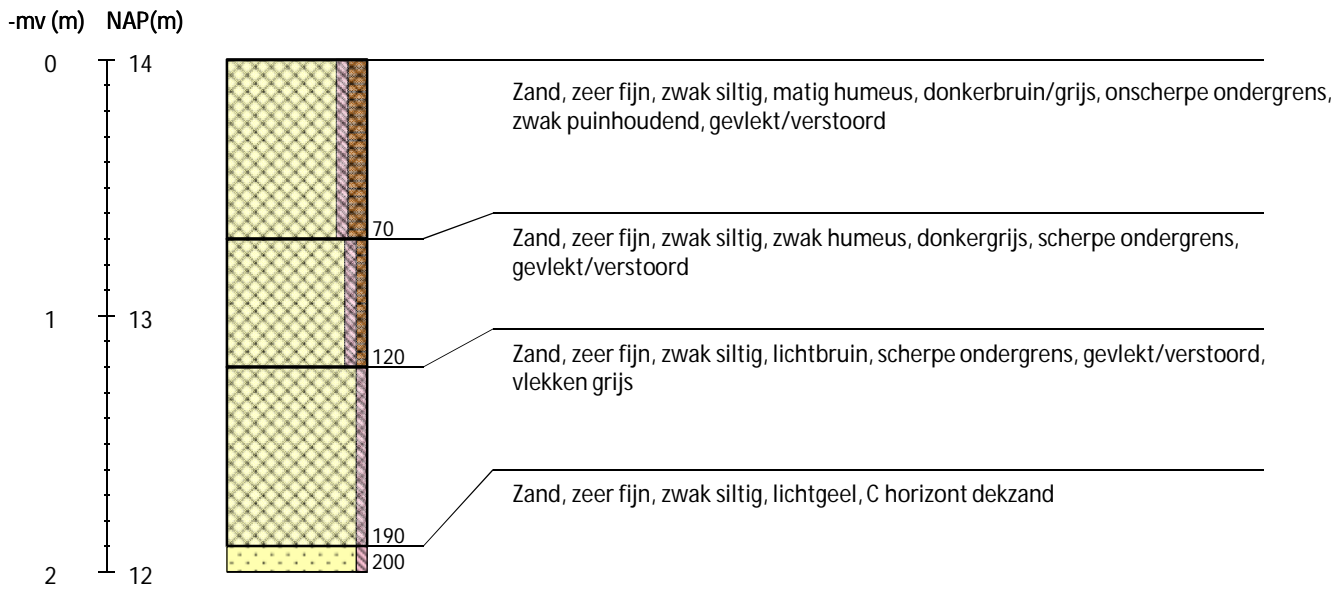 -mv (m) NAP(m)
0 14
Zand, zeer fijn, zwak siltig, matig humeus, donkerbruin/grijs, onscherpe ondergrens,
zwak puinhoudend, gevlekt/verstoord
70
Zand, zeer fijn, zwak siltig, zwak humeus, donkergrijs, scherpe ondergrens,
gevlekt/verstoord
1 13
120
Zand, zeer fijn, zwak siltig, lichtbruin, scherpe ondergrens, gevlekt/verstoord,
vlekken grijs
Zand, zeer fijn, zwak siltig, lichtgeel, C horizont dekzand
190
200
2 12